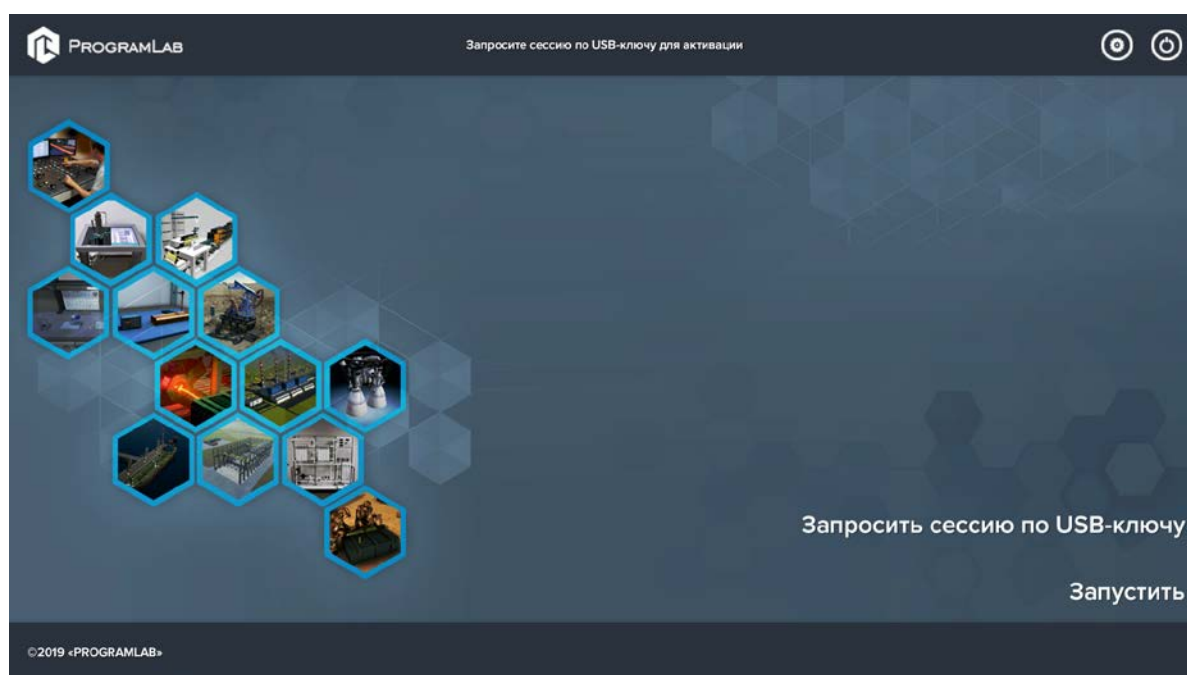 PROGRAMLAB
Запросите сессию по USB-ключу для активации
Запросить сессию по USB-ключу
Запустить
©2019 «PROGRAMLAB»